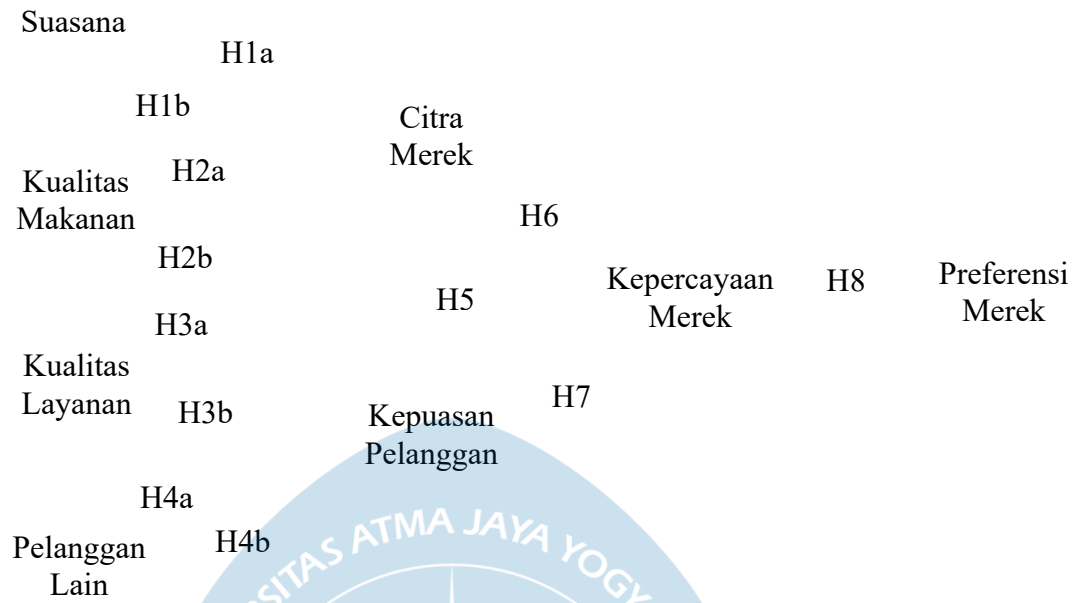 Suasana
H1a
H1b
Citra
Merek
H2a
Kualitas
Makanan
H6
H2b
Kepercayaan
Merek
H8
Preferensi
Merek
H5
H3a
Kualitas
Layanan
H3b
H7
Kepuasan
Pelanggan
H4a
H4b
Pelanggan
Lain
ATMA JAYA